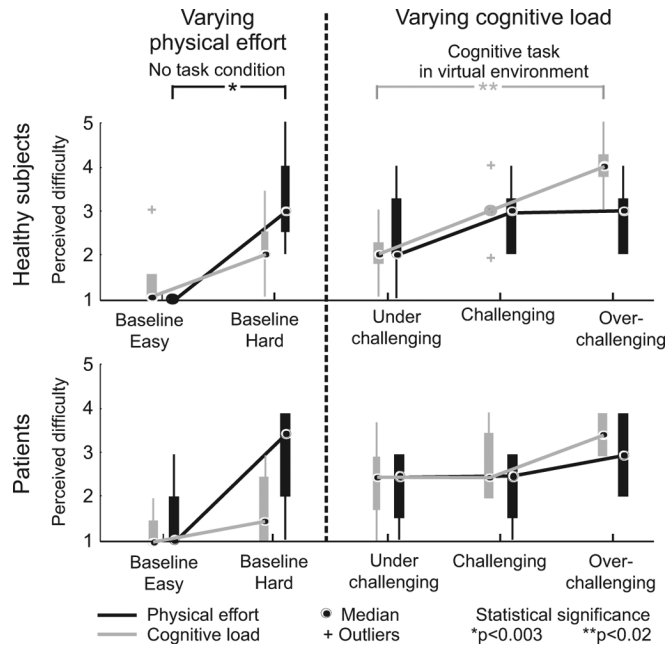 Varying
physical effort
No task condition
*
Varying cognitive load
Cognitive task
in virtual environment
**
Healthy subjects
Perceived difficulty
5
4
3
2
1
Baseline
Easy
Baseline
Hard
Under
challenging
Challenging
Over-
challenging
Patients
Perceived difficulty
5
4
3
2
1
Baseline
Easy
Baseline
Hard
Under
challenging
Challenging
Over-
challenging
Physical effort
Cognitive load
Median
+ Outliers
Statistical significance
*p<0.003 **p<0.02